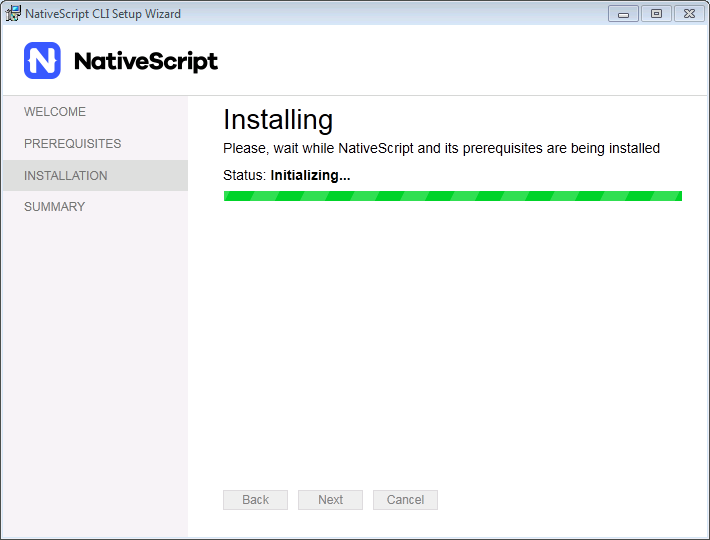 NativeScript CLI Setup Wizard
NativeScript
WELCOME
PREREQUISITES
INSTALLATION
SUMMARY
Installing
Please, wait while NativeScript and its prerequisites are being installed
Status: Initializing...
Back Next Cancel